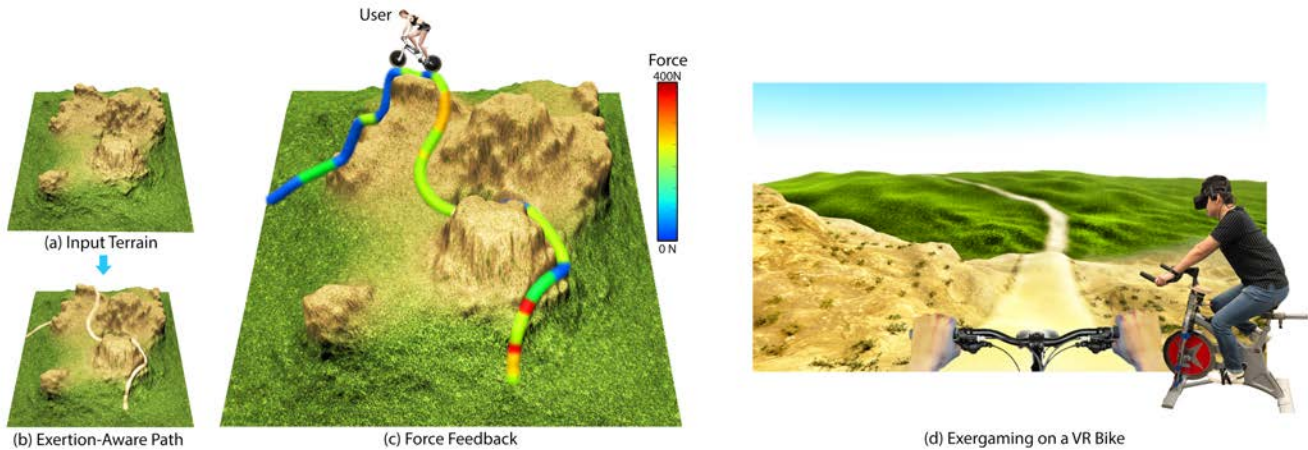 User
Force
400N
0 N
(a) Input Terrain
(b) Exertion-Aware Path
(c) Force Feedback
(d) Exergaming on a VR Bike